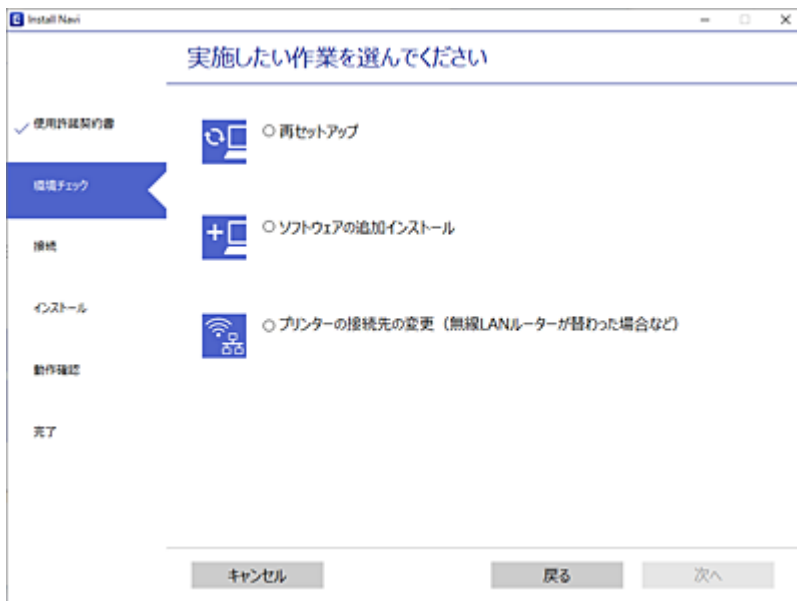 Install Navi
実施したい作業を選んでください
使用許諾契約書
環境チェック
接続
インストール
動作確認
完了
再セットアップ
ソフトウェアの追加インストール
プリンターの接続先の変更（無線LANルーターが替わった場合など）
キャンセル
戻る
次へ